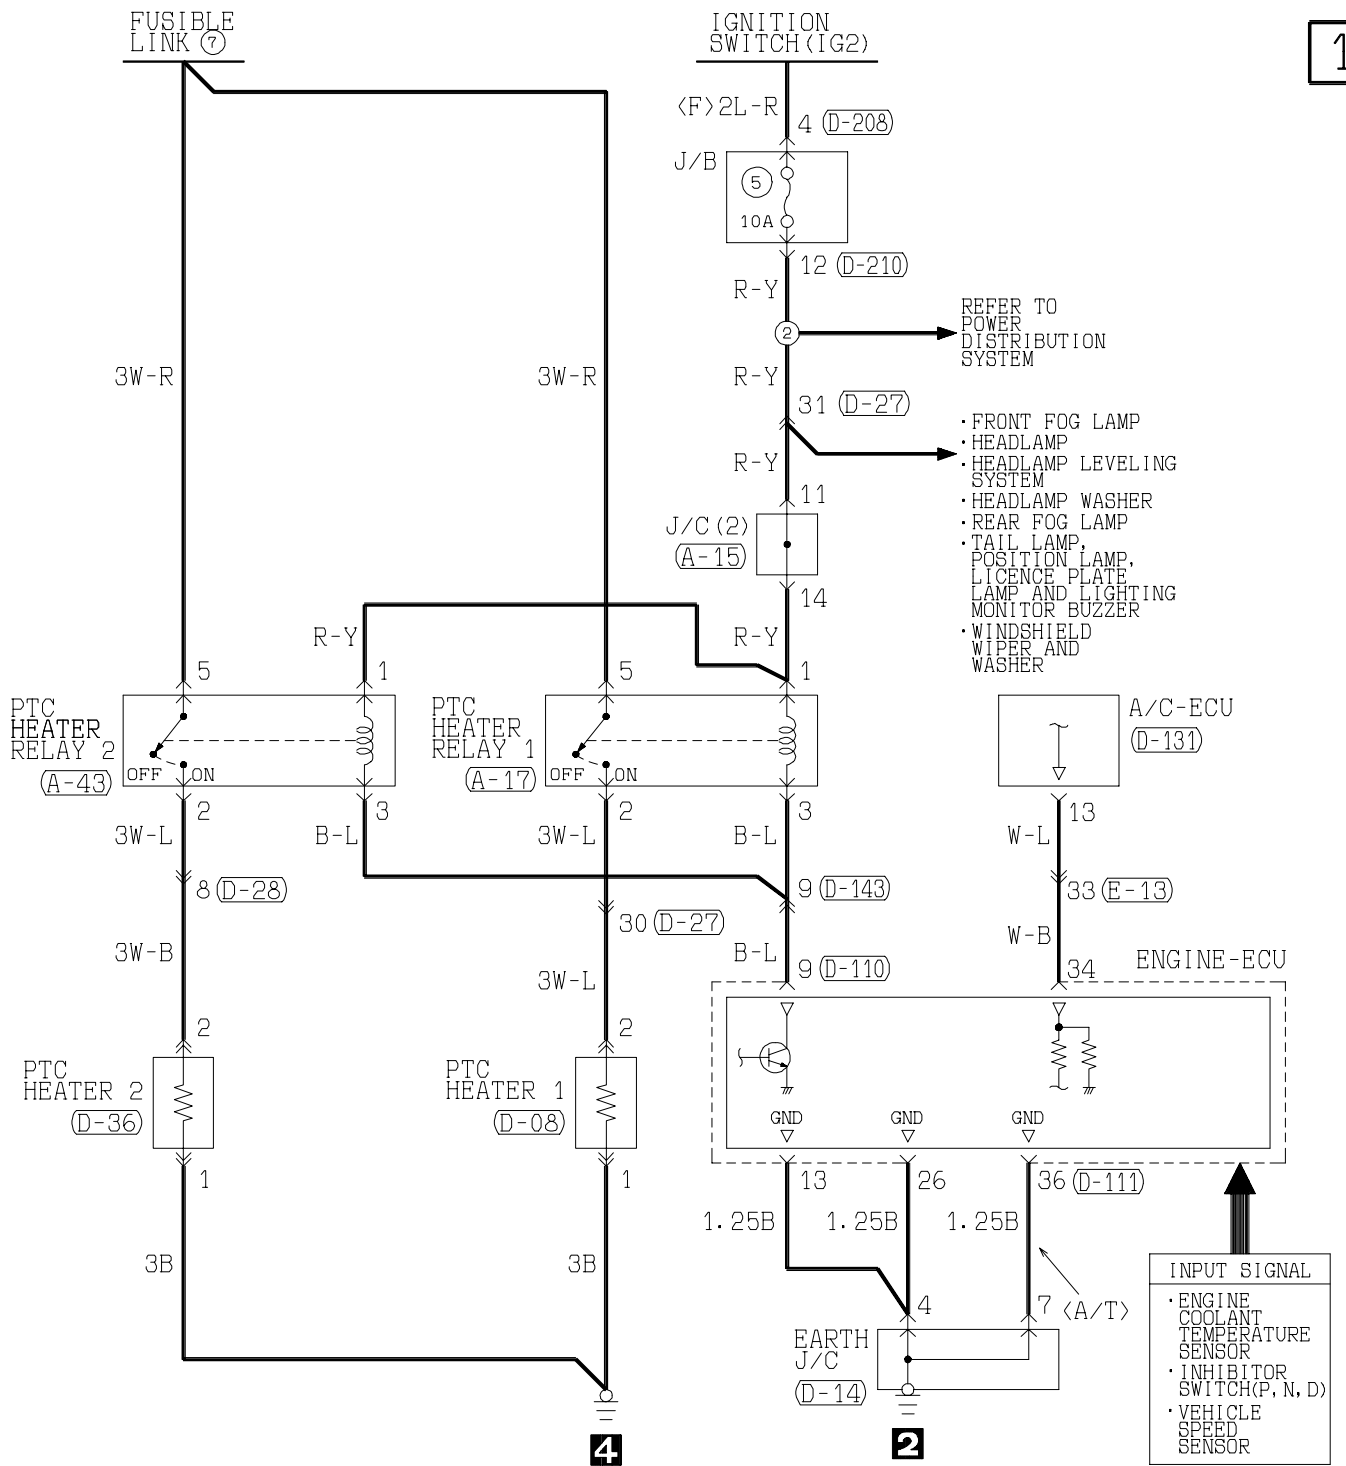 FUSIBLE
LINK ⑦
IGNITION
SWITCH(IG2)
1
<F>2L-R
4 (D-208)
J/B
5
10A
12 (D-210)
R-Y
2
REFER TO
POWER
DISTRIBUTION
SYSTEM
3W-R
3W-R
R-Y
31 (D-27)
·FRONT FOG LAMP
·HEADLAMP
·HEADLAMP LEVELING
SYSTEM
·HEADLAMP WASHER
·REAR FOG LAMP
·TAIL LAMP,
POSITION LAMP,
LICENCE PLATE
LAMP AND LIGHTING
MONITOR BUZZER
·WINDSHIELD
WIPER AND
WASHER
R-Y
11
J/C(2)
(A-15)
14
R-Y
R-Y
5
1
5
1
PTC
HEATER
RELAY 2
(A-43)
OFF
ON
PTC
HEATER
RELAY 1
(A-17)
OFF
ON
A/C-ECU
(D-131)
2
3
2
3
13
3W-L
B-L
3W-L
B-L
W-L
8 (D-28)
30 (D-27)
9 (D-143)
33 (E-13)
3W-B
3W-L
B-L
W-B
9 (D-110)
34
ENGINE-ECU
2
2
PTC
HEATER 2
(D-36)
PTC
HEATER 1
(D-08)
GND
GND
GND
1
1
13
26
36 (D-111)
1.25B
1.25B
1.25B
3B
3B
4
7
<A/T>
EARTH
J/C
(D-14)
INPUT SIGNAL
·ENGINE
COOLANT
TEMPERATURE
SENSOR
·INHIBITOR
SWITCH(P,N,D)
·VEHICLE
SPEED
SENSOR
4
2